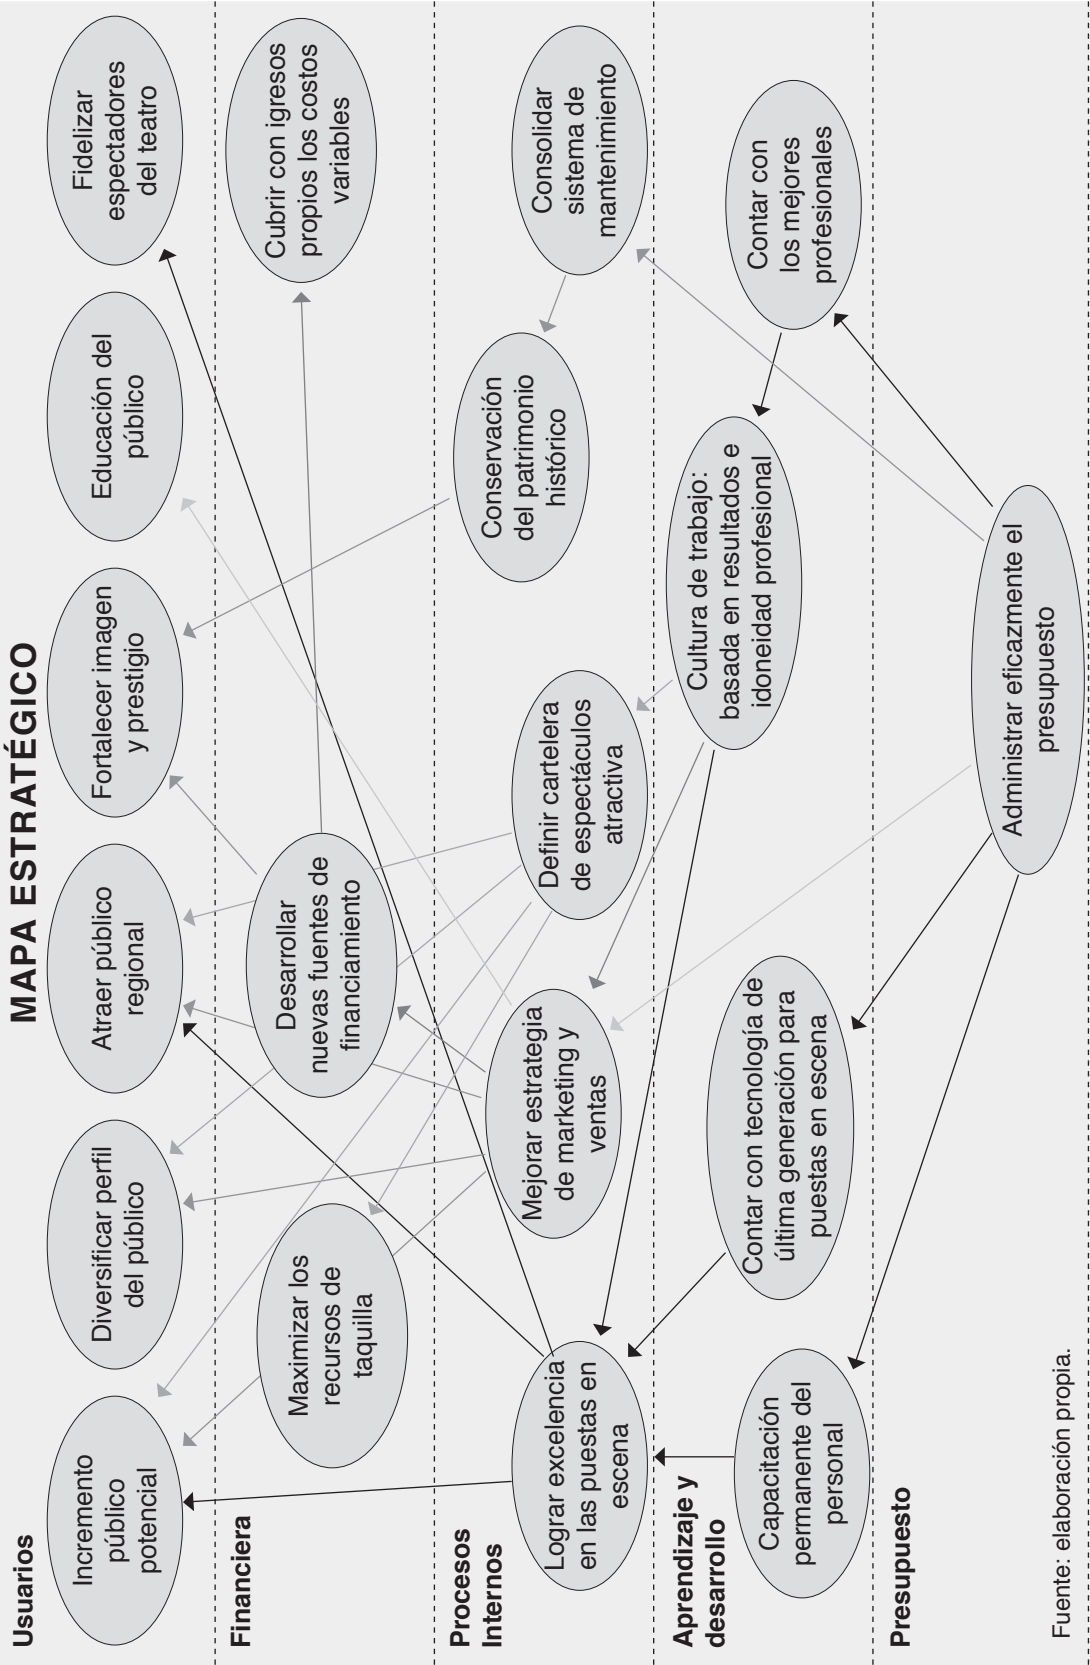 MAPA ESTRATÉGICO
Usuarios
Incremento
público
potencial
Diversificar perfil
del público
Atraer público
regional
Fortalecer imagen
y prestigio
Educación del
público
Fidelizar
espectadores
del teatro
Financiera
Maximizar los
recursos de
taquilla
Desarrollar
nuevas fuentes de
financiamiento
Cubrir con igresos
propios los costos
variables
Procesos
Internos
Lograr excelencia
en las puestas en
escena
Mejorar estrategia
de marketing y
ventas
Definir cartelera
de espectáculos
atractiva
Conservación
del patrimonio
histórico
Consolidar
sistema de
mantenimiento
Aprendizaje y
desarrollo
Capacitación
permanente del
personal
Contar con tecnología de
última generación para
puestas en escena
Cultura de trabajo:
basada en resultados e
idoneidad profesional
Contar con
los mejores
profesionales
Presupuesto
Administrar eficazmente el
presupuesto
Fuente: elaboración propia.